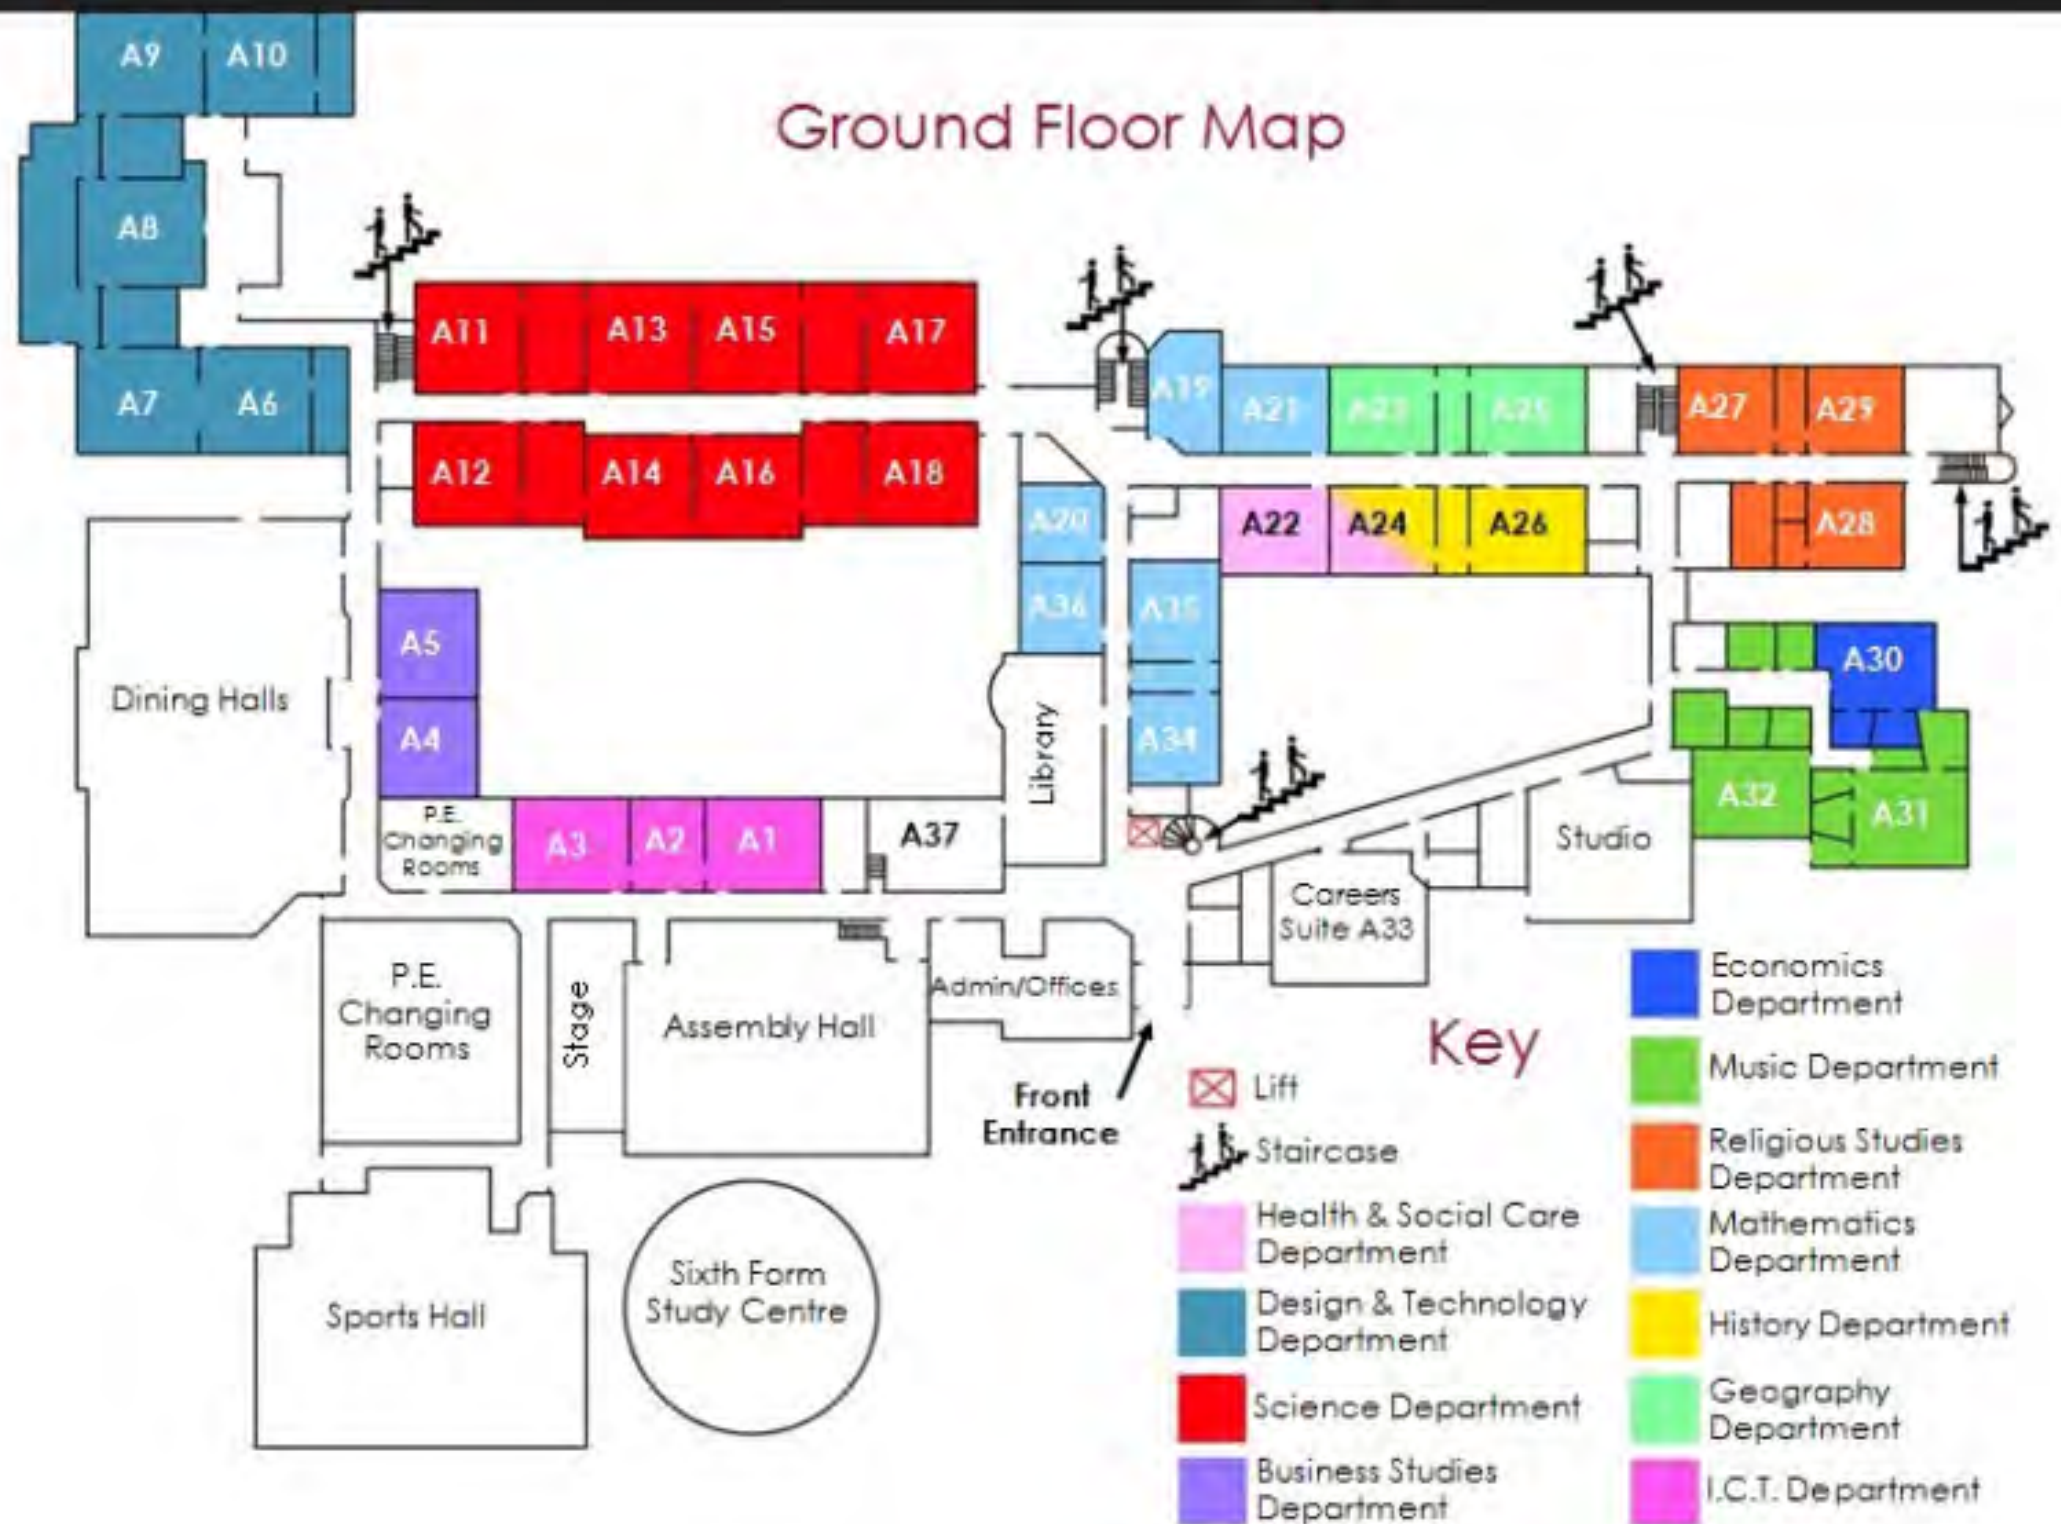 A9
A10
Ground Floor Map
A8
A11
A13
A15
A17
A19
A21
A23
A25
A27
A29
A7
A6
A12
A14
A16
A18
A20
A22
A24
A26
A28
A36
A35
A5
A30
Dining Halls
A4
Library
A34
P.E.
Changing
Rooms
A3
A2
A1
A37
A32
A31
Studio
Careers
Suite A33
P.E.
Changing
Rooms
Stage
Assembly Hall
Admin/Offices
Front
Entrance
Sports Hall
Sixth Form
Study Centre
Key
Lift
Staircase
Health & Social Care
Department
Design & Technology
Department
Science Department
Business Studies
Department
Economics
Department
Music Department
Religious Studies
Department
Mathematics
Department
History Department
Geography
Department
I.C.T. Department